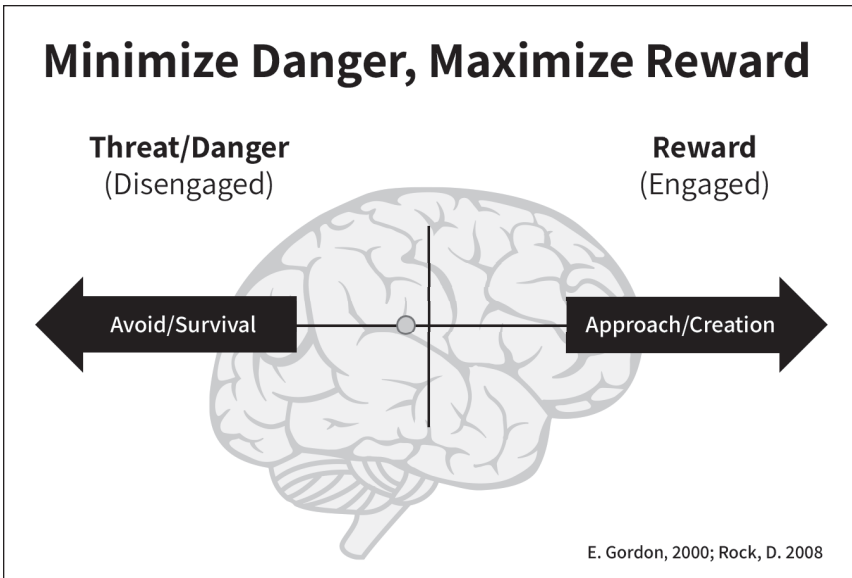 Minimize Danger, Maximize Reward
Threat/Danger
(Disengaged)
Reward
(Engaged)
Avoid/Survival
Approach/Creation
E. Gordon, 2000; Rock, D. 2008